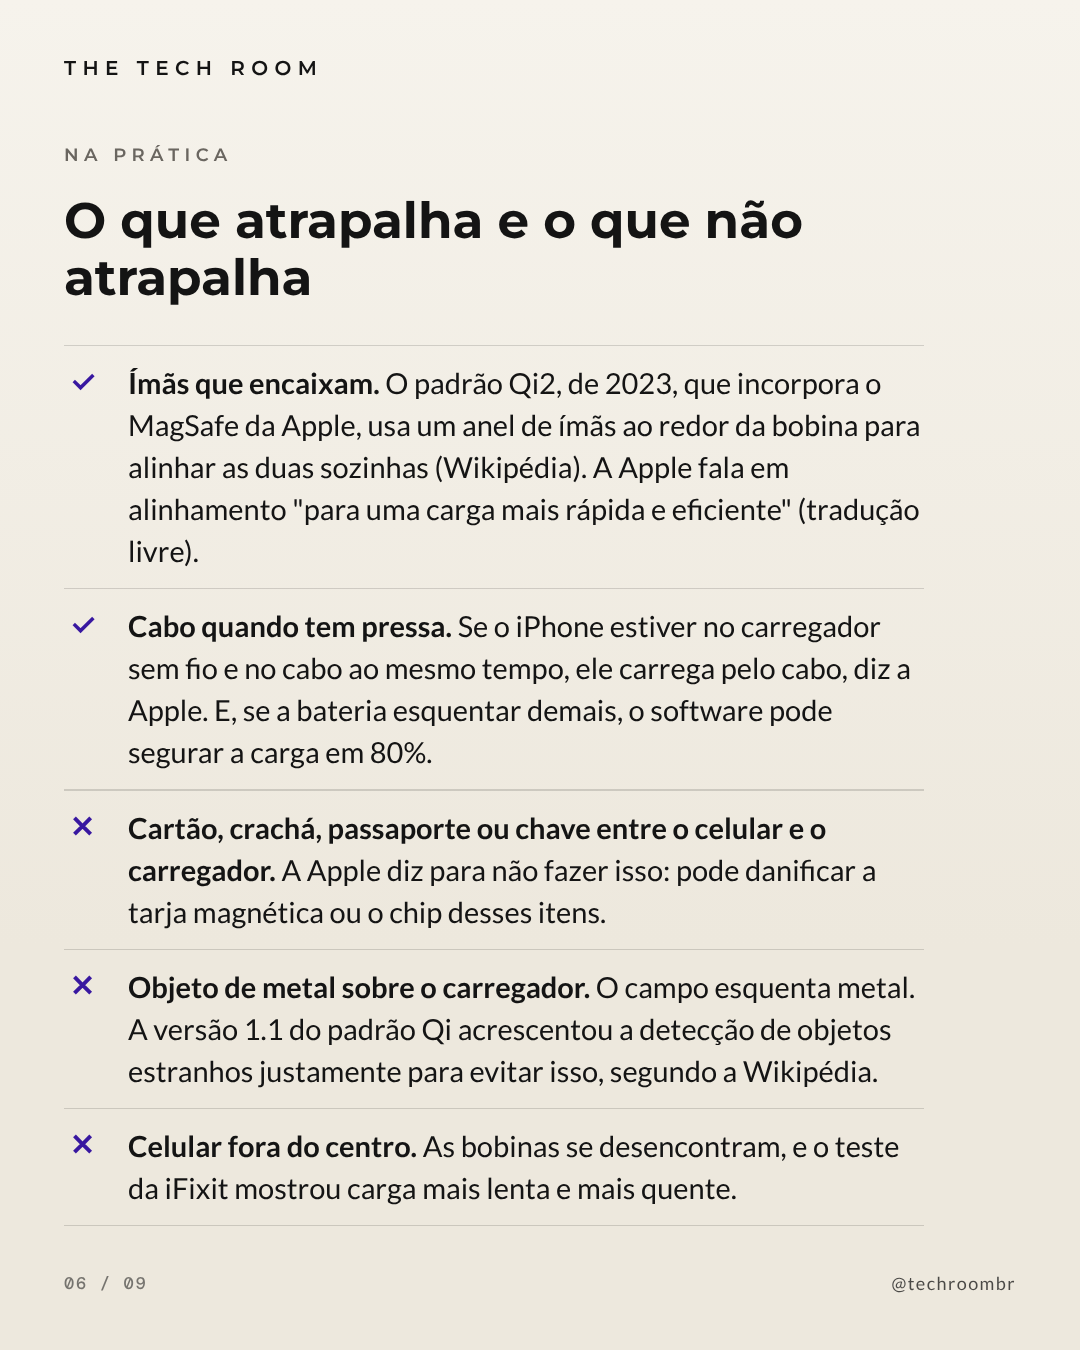 THE TECH ROOM
NA PRÁTICA
O que atrapalha e o que não
atrapalha
✓ Ímãs que encaixam. O padrão Qi2, de 2023, que incorpora o
MagSafe da Apple, usa um anel de ímãs ao redor da bobina para
alinhar as duas sozinhas (Wikipédia). A Apple fala em
alinhamento "para uma carga mais rápida e eficiente" (tradução
livre).
✓ Cabo quando tem pressa. Se o iPhone estiver no carregador
sem fio e no cabo ao mesmo tempo, ele carrega pelo cabo, diz a
Apple. E, se a bateria esquentar demais, o software pode
segurar a carga em 80%.
✕ Cartão, crachá, passaporte ou chave entre o celular e o
carregador. A Apple diz para não fazer isso: pode danificar a
tarja magnética ou o chip desses itens.
✕ Objeto de metal sobre o carregador. O campo esquenta metal.
A versão 1.1 do padrão Qi acrescentou a detecção de objetos
estranhos justamente para evitar isso, segundo a Wikipédia.
✕ Celular fora do centro. As bobinas se desencontram, e o teste
da iFixit mostrou carga mais lenta e mais quente.
06 / 09
@techroombr